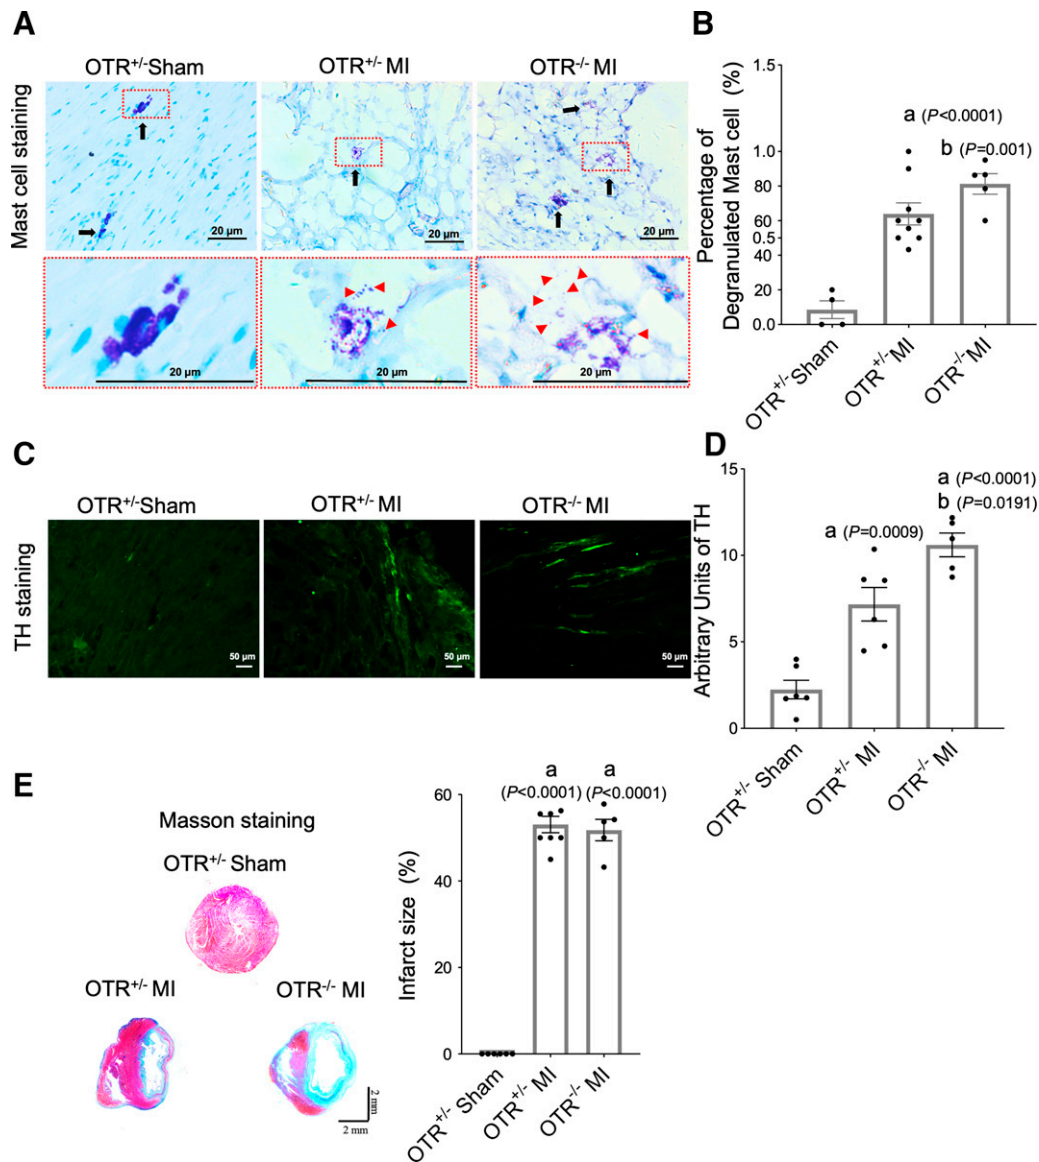 A
OTR+/-Sham
OTR+/- MI
OTR-/- MI
Mast cell staining
20 µm
20 µm
20 µm
20 µm
20 µm
20 µm
B
Percentage of
Degranulated Mast cell (%)
1.5
1.0
80
60
0.5
40
20
0.0
a (P<0.0001)
b (P=0.001)
OTR+/- Sham
OTR+/- MI
OTR-/- MI
C
OTR+/-Sham
OTR+/- MI
OTR-/- MI
TH staining
50 µm
50 µm
50 µm
D
Arbitrary Units of TH
15
10
5
0
a (P=0.0009)
a (P<0.0001)
b (P=0.0191)
OTR+/- Sham
OTR+/- MI
OTR-/- MI
E
Masson staining
OTR+/- Sham
OTR+/- MI
OTR-/- MI
2 mm
2 mm
Infarct size (%)
60
40
20
0
a
(P<0.0001)
a
(P<0.0001)
OTR+/- Sham
OTR+/- MI
OTR-/- MI